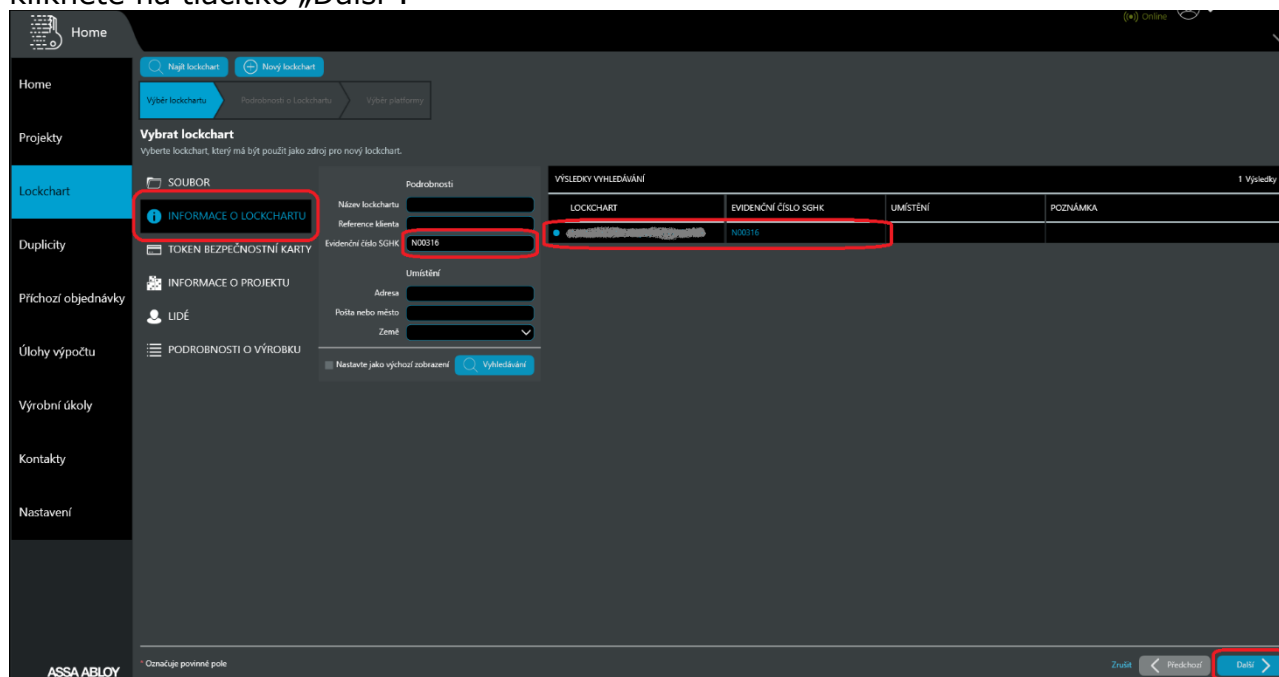 klikněte na tlačítko „Další“.
((•)) Online
Home
Najít lockchart
Nový lockchart
Home
Výběr lockchartu
Podrobnosti o Lockchartu
Výběr platformy
Projekty
Vybrat lockchart
Vyberte lockchart, který má být použit jako zdroj pro nový lockchart.
Lockchart
SOUBOR
INFORMACE O LOCKCHARTU
TOKEN BEZPEČNOSTNÍ KARTY
INFORMACE O PROJEKTU
LIDÉ
PODROBNOSTI O VÝROBKU
Podrobnosti
Název lockchartu
Reference klienta
Evidenční číslo SGHK N00316
Umístění
Adresa
Pošta nebo město
Země
Nastavte jako výchozí zobrazení
Vyhledávání
VÝSLEDKY VYHLEDÁVÁNÍ 1 Výsledky
LOCKCHART EVIDENČNÍ ČÍSLO SGHK UMÍSTĚNÍ POZNÁMKA
N00316
Duplicity
Příchozí objednávky
Úlohy výpočtu
Výrobní úkoly
Kontakty
Nastavení
ASSA ABLOY
* Označuje povinné pole
Zrušit
Předchozí
Další